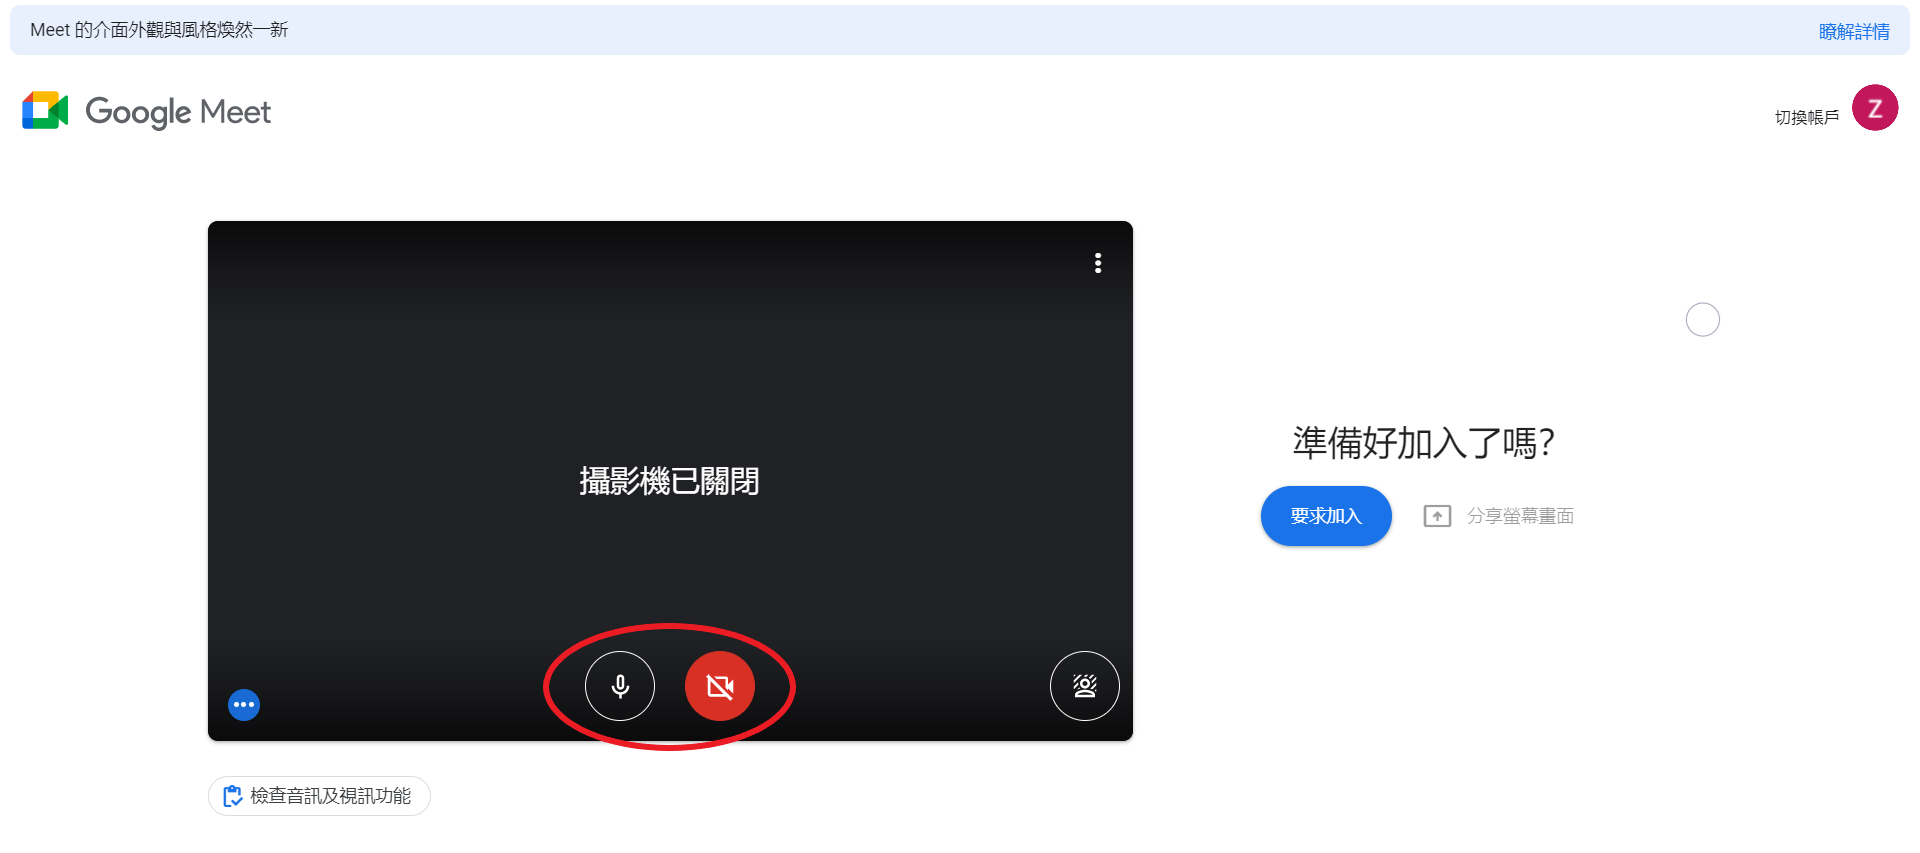 Meet 的介面外觀與風格煥然一新
瞭解詳情
Google Meet
切換帳戶
Z
攝影機已關閉
準備好加入了嗎？
要求加入
分享螢幕畫面
檢查音訊及視訊功能